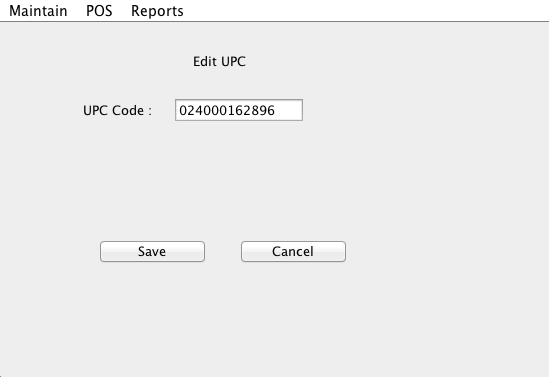 Maintain POS Reports
Edit UPC
UPC Code : 024000162896
Save Cancel